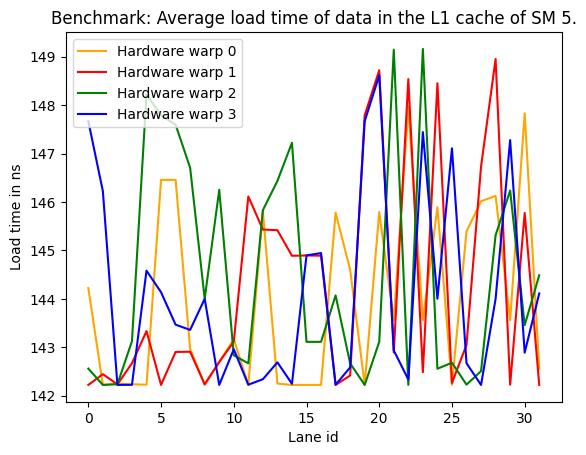 Benchmark: Average load time of data in the L1 cache of SM 5.
Hardware warp 0
Hardware warp 1
Hardware warp 2
Hardware warp 3
Load time in ns
149
148
147
146
145
144
143
142
0 5 10 15 20 25 30
Lane id